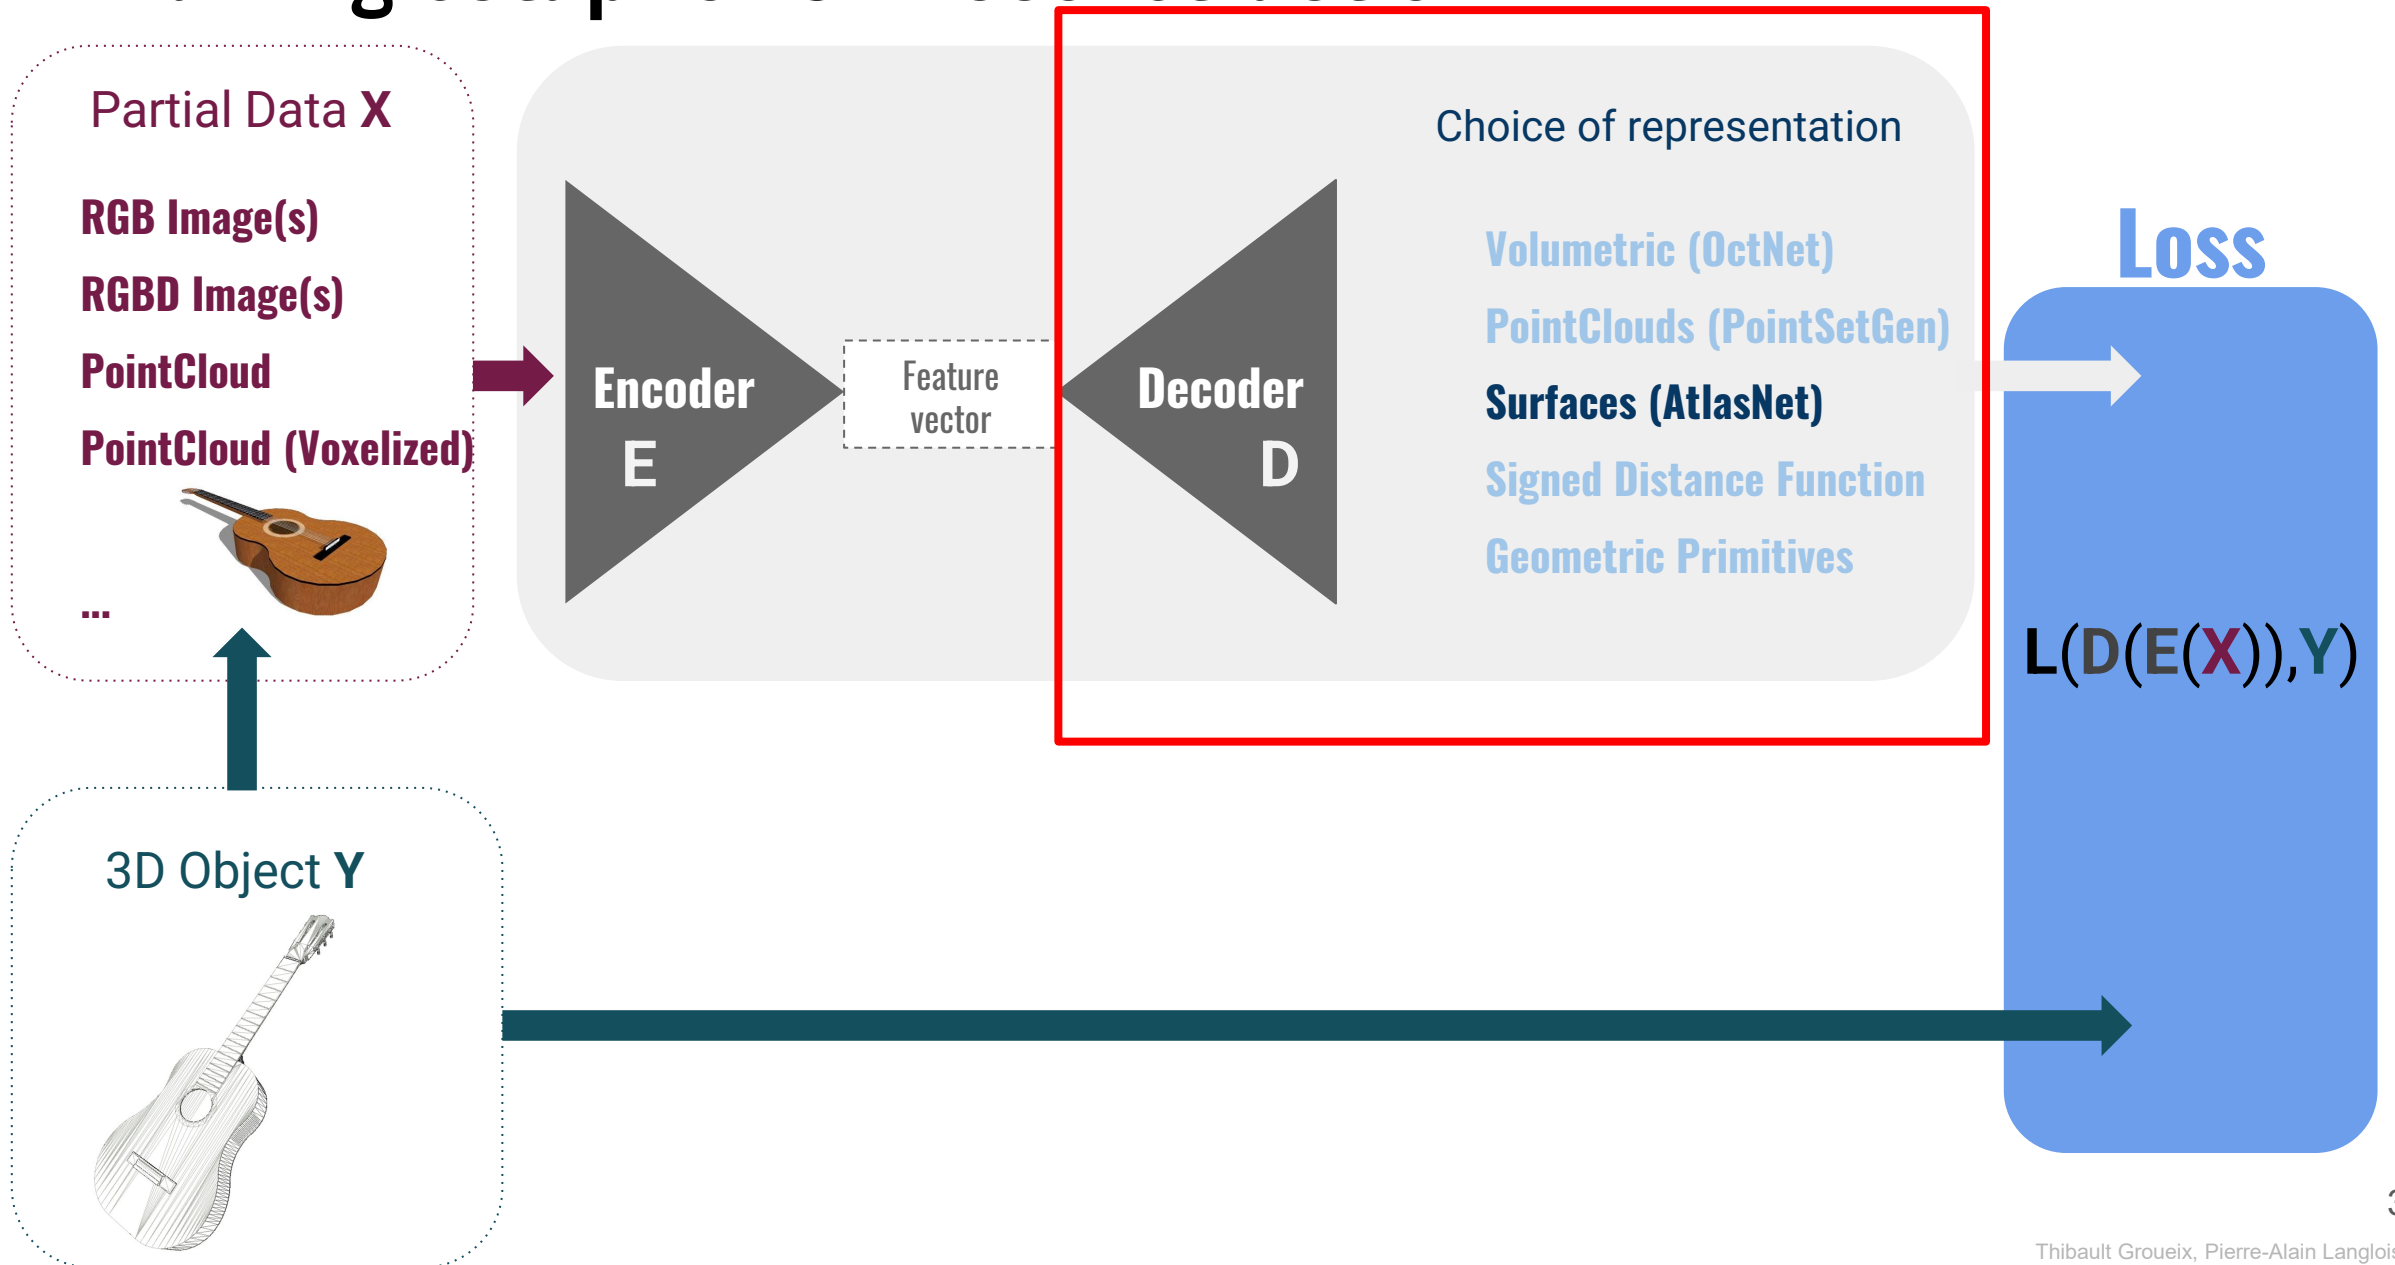 Partial Data X
RGB Image(s)
RGBD Image(s)
PointCloud
PointCloud (Voxelized)
...
Encoder
E
Feature
vector
Decoder
D
Choice of representation
Volumetric (OctNet)
PointClouds (PointSetGen)
Surfaces (AtlasNet)
Signed Distance Function
Geometric Primitives
Loss
L(D(E(X)),Y)
3D Object Y
3
Thibault Groueix, Pierre-Alain Langlois